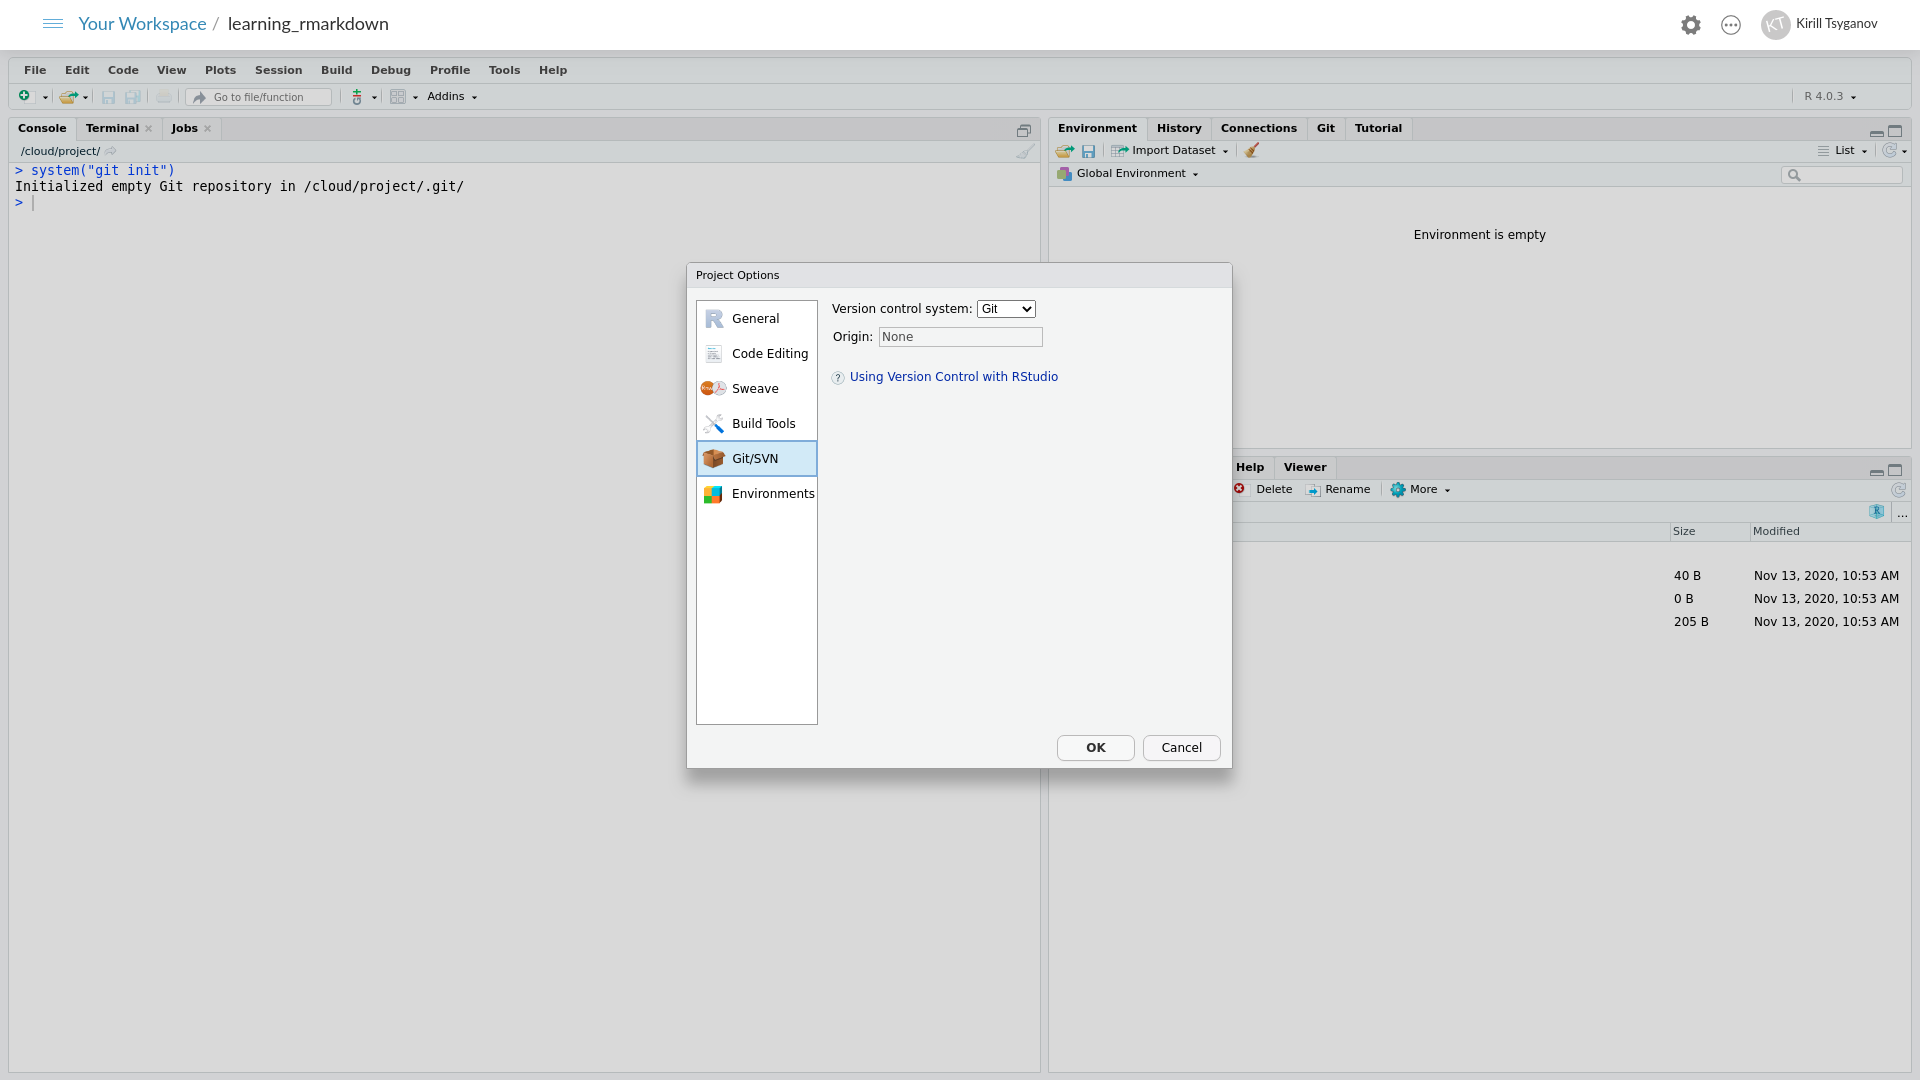 Your Workspace / learning_rmarkdown
KT Kirill Tsyganov
File Edit Code View Plots Session Build Debug Profile Tools Help
Go to file/function Addins R 4.0.3
Console Terminal Jobs
/cloud/project/
> system("git init")
Initialized empty Git repository in /cloud/project/.git/
>
Environment History Connections Git Tutorial
Import Dataset List
Global Environment
Environment is empty
Project Options
General
Code Editing
Sweave
Build Tools
Git/SVN
Environments
Version control system: Git
Origin: None
? Using Version Control with RStudio
OK Cancel
Help Viewer
Delete Rename More
R ...
Size Modified
40 B Nov 13, 2020, 10:53 AM
0 B Nov 13, 2020, 10:53 AM
205 B Nov 13, 2020, 10:53 AM